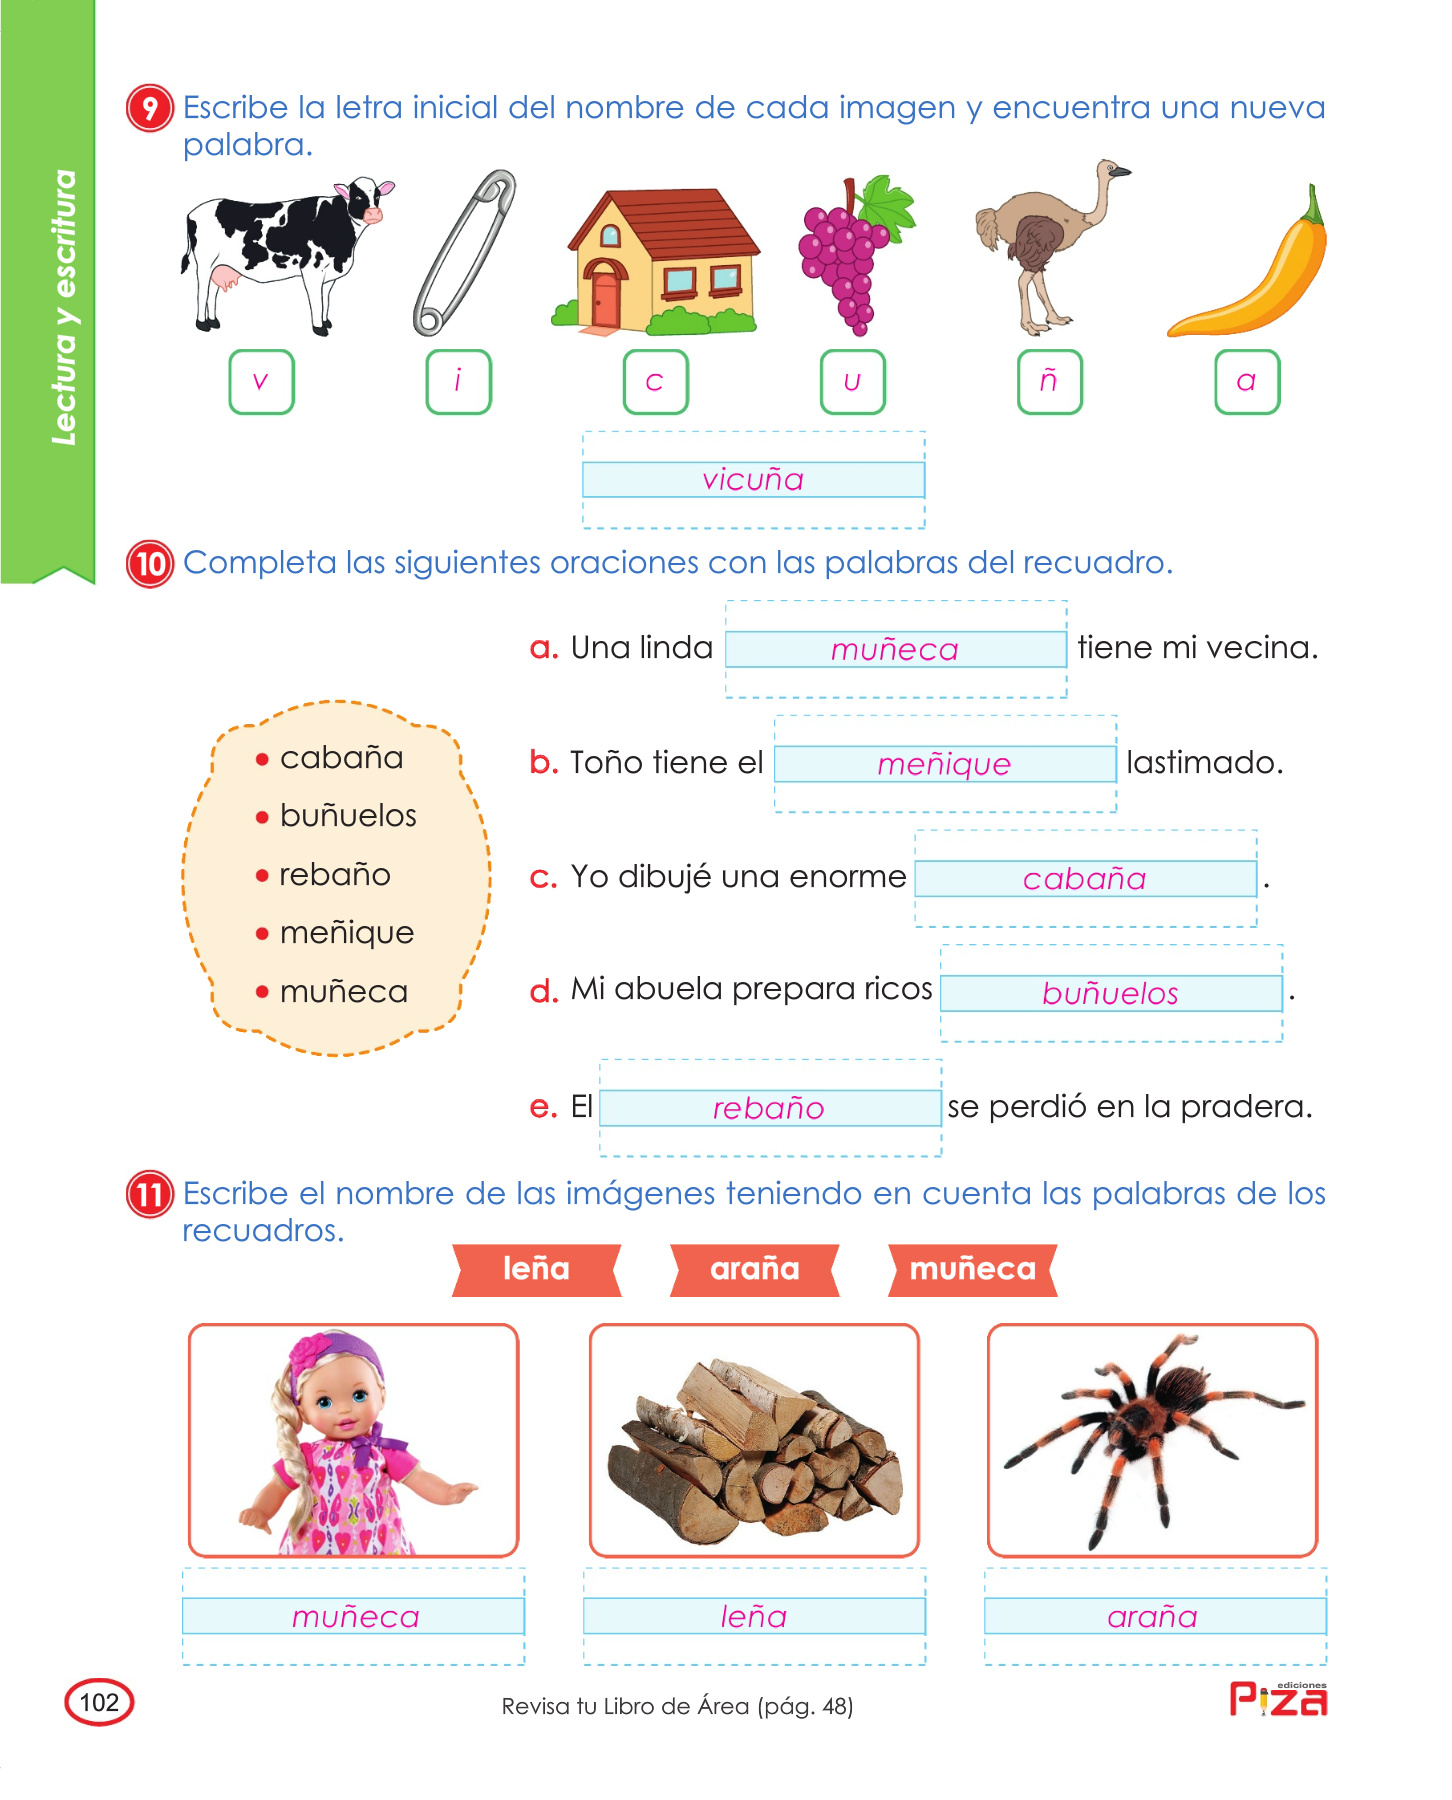 Lectura y escritura
9 Escribe la letra inicial del nombre de cada imagen y encuentra una nueva
palabra.
v i c u ñ a
vicuña
10 Completa las siguientes oraciones con las palabras del recuadro.
• cabaña
• buñuelos
• rebaño
• meñique
• muñeca
a. Una linda muñeca tiene mi vecina.
b. Toño tiene el meñique lastimado.
c. Yo dibujé una enorme cabaña .
d. Mi abuela prepara ricos buñuelos .
e. El rebaño se perdió en la pradera.
11 Escribe el nombre de las imágenes teniendo en cuenta las palabras de los
recuadros.
leña araña muñeca
muñeca leña araña
102
Revisa tu Libro de Área (pág. 48)
ediciones
Piza